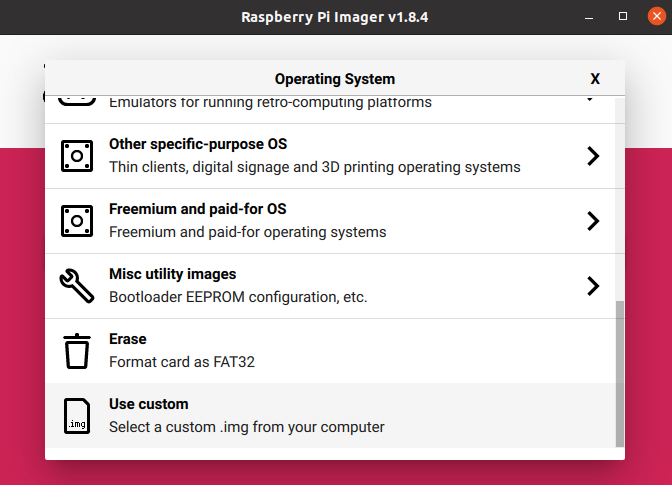 Raspberry Pi Imager v1.8.4
Operating System
X
Emulators for running retro-computing platforms
Other specific-purpose OS
Thin clients, digital signage and 3D printing operating systems
Freemium and paid-for OS
Freemium and paid-for operating systems
Misc utility images
Bootloader EEPROM configuration, etc.
Erase
Format card as FAT32
.img
Use custom
Select a custom .img from your computer